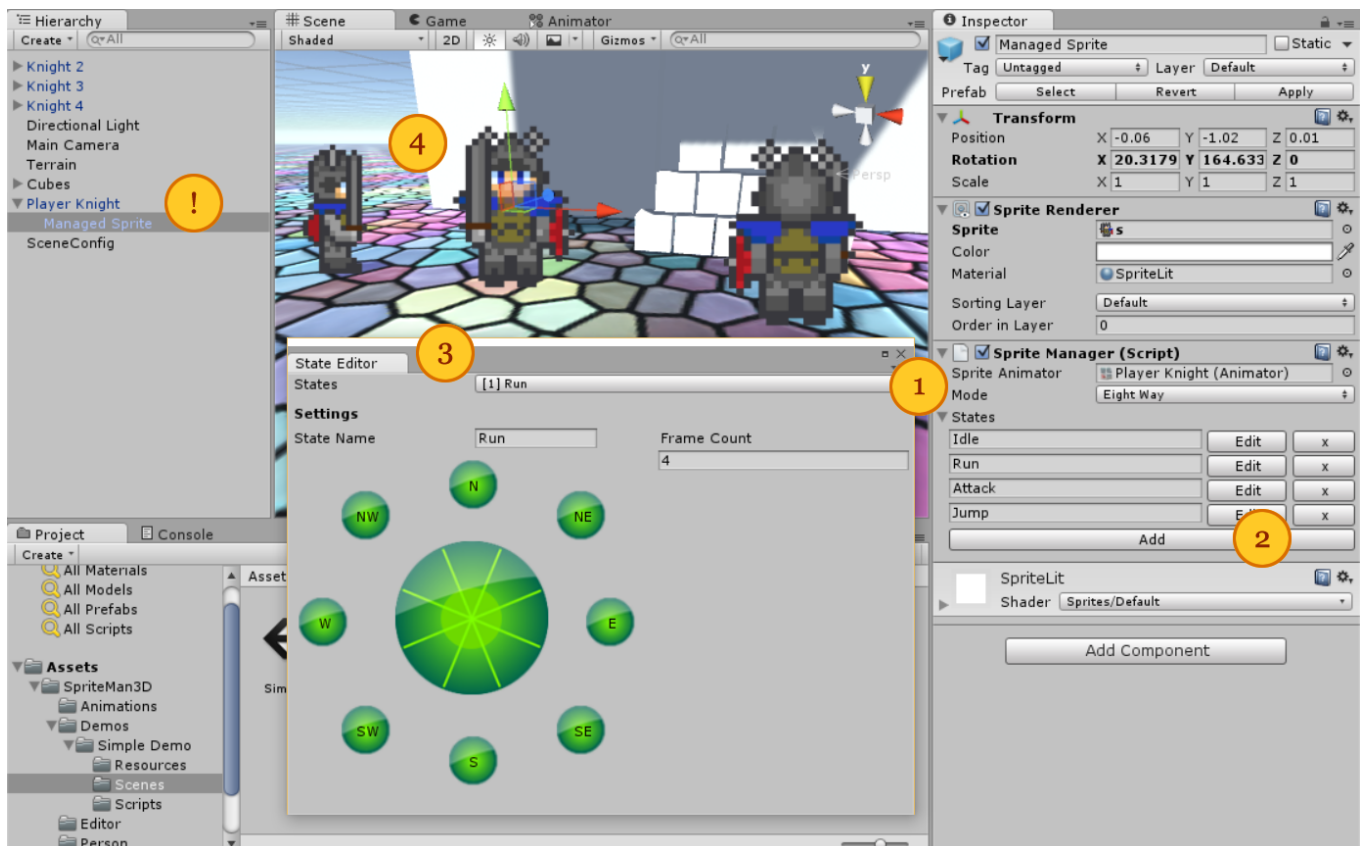 Hierarchy
Create
All
Knight 2
Knight 3
Knight 4
Directional Light
Main Camera
Terrain
Cubes
Player Knight
!
Managed Sprite
SceneConfig
Scene
Game
Animator
Shaded
2D
Gizmos
All
y
Persp
4
3
State Editor
States
[1] Run
Settings
State Name
Run
Frame Count
4
N
NW
NE
W
E
SW
SE
S
Project
Console
Create
All Materials
All Models
All Prefabs
All Scripts
Assets
SpriteMan3D
Animations
Demos
Simple Demo
Resources
Scenes
Scripts
Editor
Person
Asset
Sim
Inspector
Managed Sprite
Static
Tag Untagged Layer Default
Prefab Select Revert Apply
Transform
Position X -0.06 Y -1.02 Z 0.01
Rotation X 20.3179 Y 164.633 Z 0
Scale X 1 Y 1 Z 1
Sprite Renderer
Sprite s
Color
Material SpriteLit
Sorting Layer Default
Order in Layer 0
Sprite Manager (Script)
Sprite Animator Player Knight (Animator)
1
Mode Eight Way
States
Idle Edit x
Run Edit x
Attack Edit x
Jump x
Add
2
SpriteLit
Shader Sprites/Default
Add Component